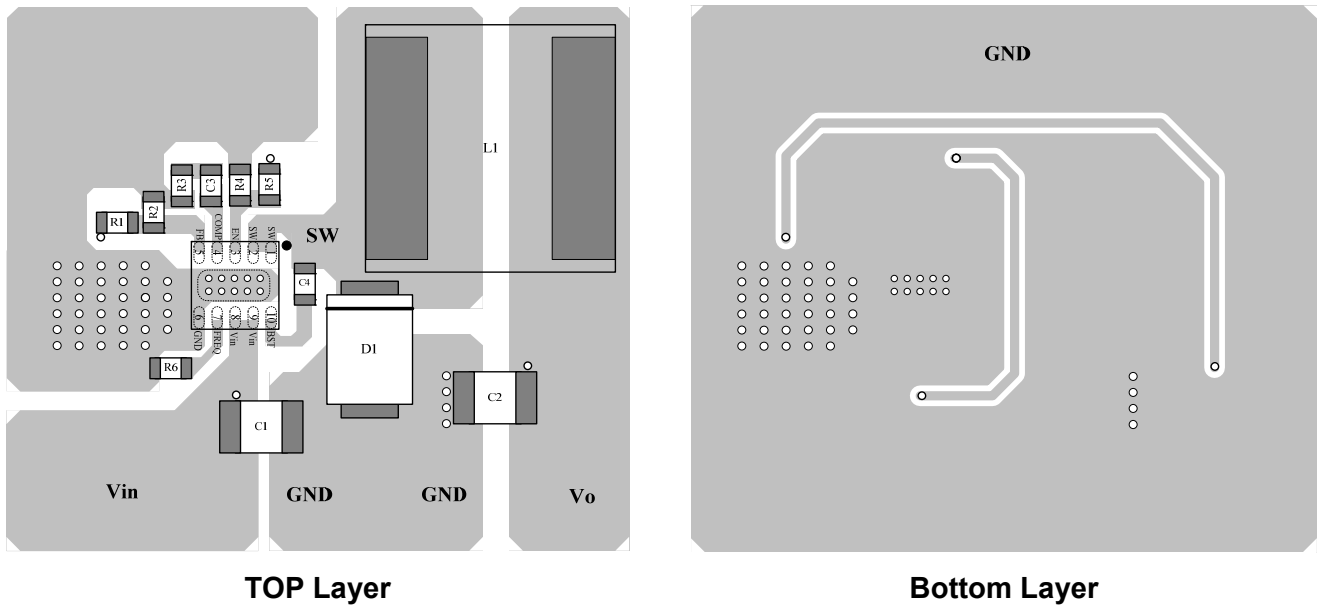 GND
L1
R3
C3
R4
R5
R2
R1
FB
COMP
EN
SW
SW
SW
5
4
3
2
1
C4
6
7
8
9
10
GND
FREQ
Vin
Vin
BST
D1
R6
C2
C1
Vin
GND
GND
Vo
TOP Layer
Bottom Layer